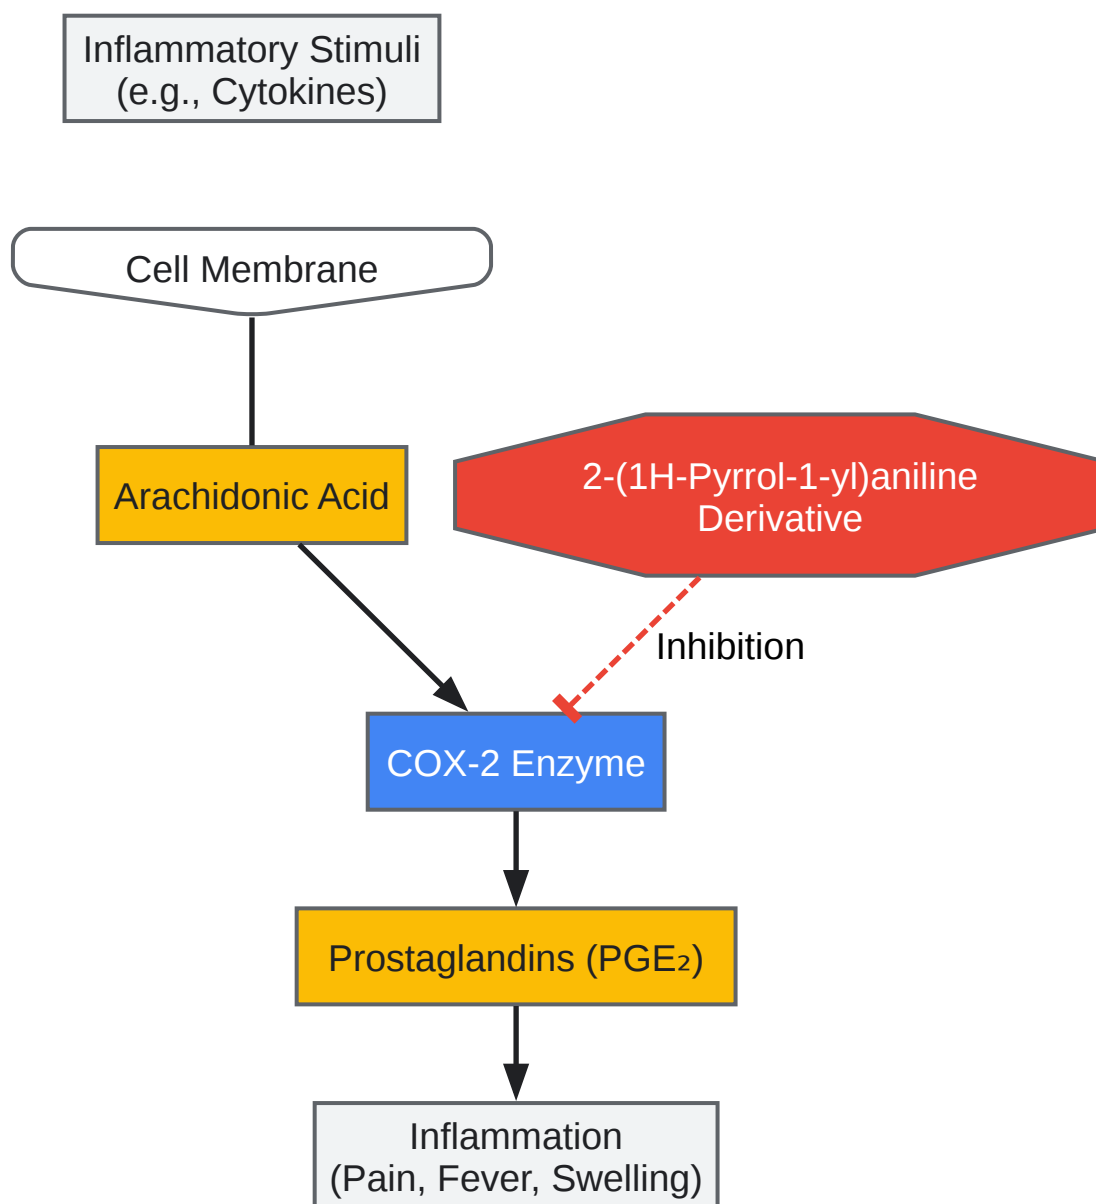 Inflammatory Stimuli
(e.g., Cytokines)
Cell Membrane
Arachidonic Acid
2-(1H-Pyrrol-1-yl)aniline
Derivative
Inhibition
COX-2 Enzyme
Prostaglandins (PGE₂)
Inflammation
(Pain, Fever, Swelling)